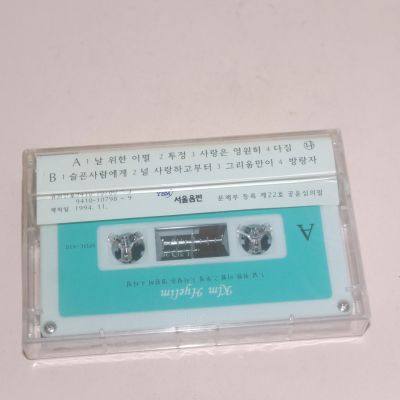 A 1 날 위한 이별 2 투정 3 사랑은 영원히 4 다짐
B 1 슬픈사람에게 2 널 사랑하고부터 3 그리움만이 4 방랑자
9410-10798-9
제작일 1994. 11.
서울음반
문예부 등록 제22호 공윤심의필
A
Kim Hyelim